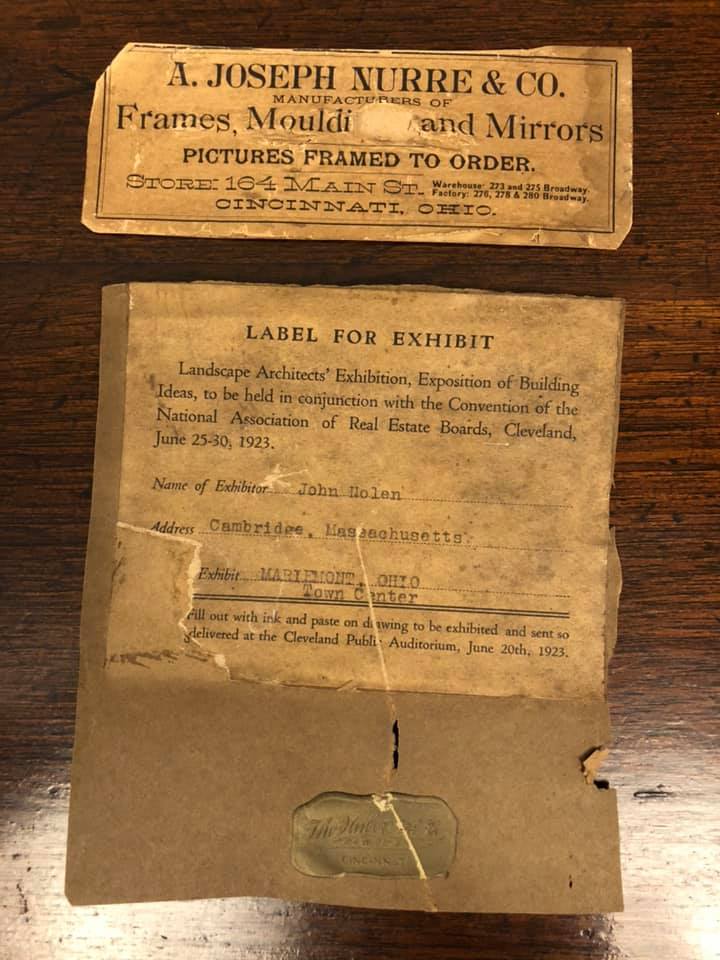 A. JOSEPH NURRE & CO.
MANUFACTURERS OF
Frames, Mouldi and Mirrors
PICTURES FRAMED TO ORDER.
STORE: 164 MAIN ST. Warehouse: 273 and 275 Broadway.
Factory: 276, 278 & 280 Broadway.
CINCINNATI, OHIO.
LABEL FOR EXHIBIT
Landscape Architects' Exhibition, Exposition of Building
Ideas, to be held in conjunction with the Convention of the
National Association of Real Estate Boards, Cleveland,
June 25-30, 1923.
Name of Exhibitor John Nolen
Address Cambridge, Massachusetts.
Exhibit MARIEMONT, OHIO
Town Center
Fill out with ink and paste on drawing to be exhibited and sent so
delivered at the Cleveland Public Auditorium, June 20th, 1923.
The
CINCINNATI